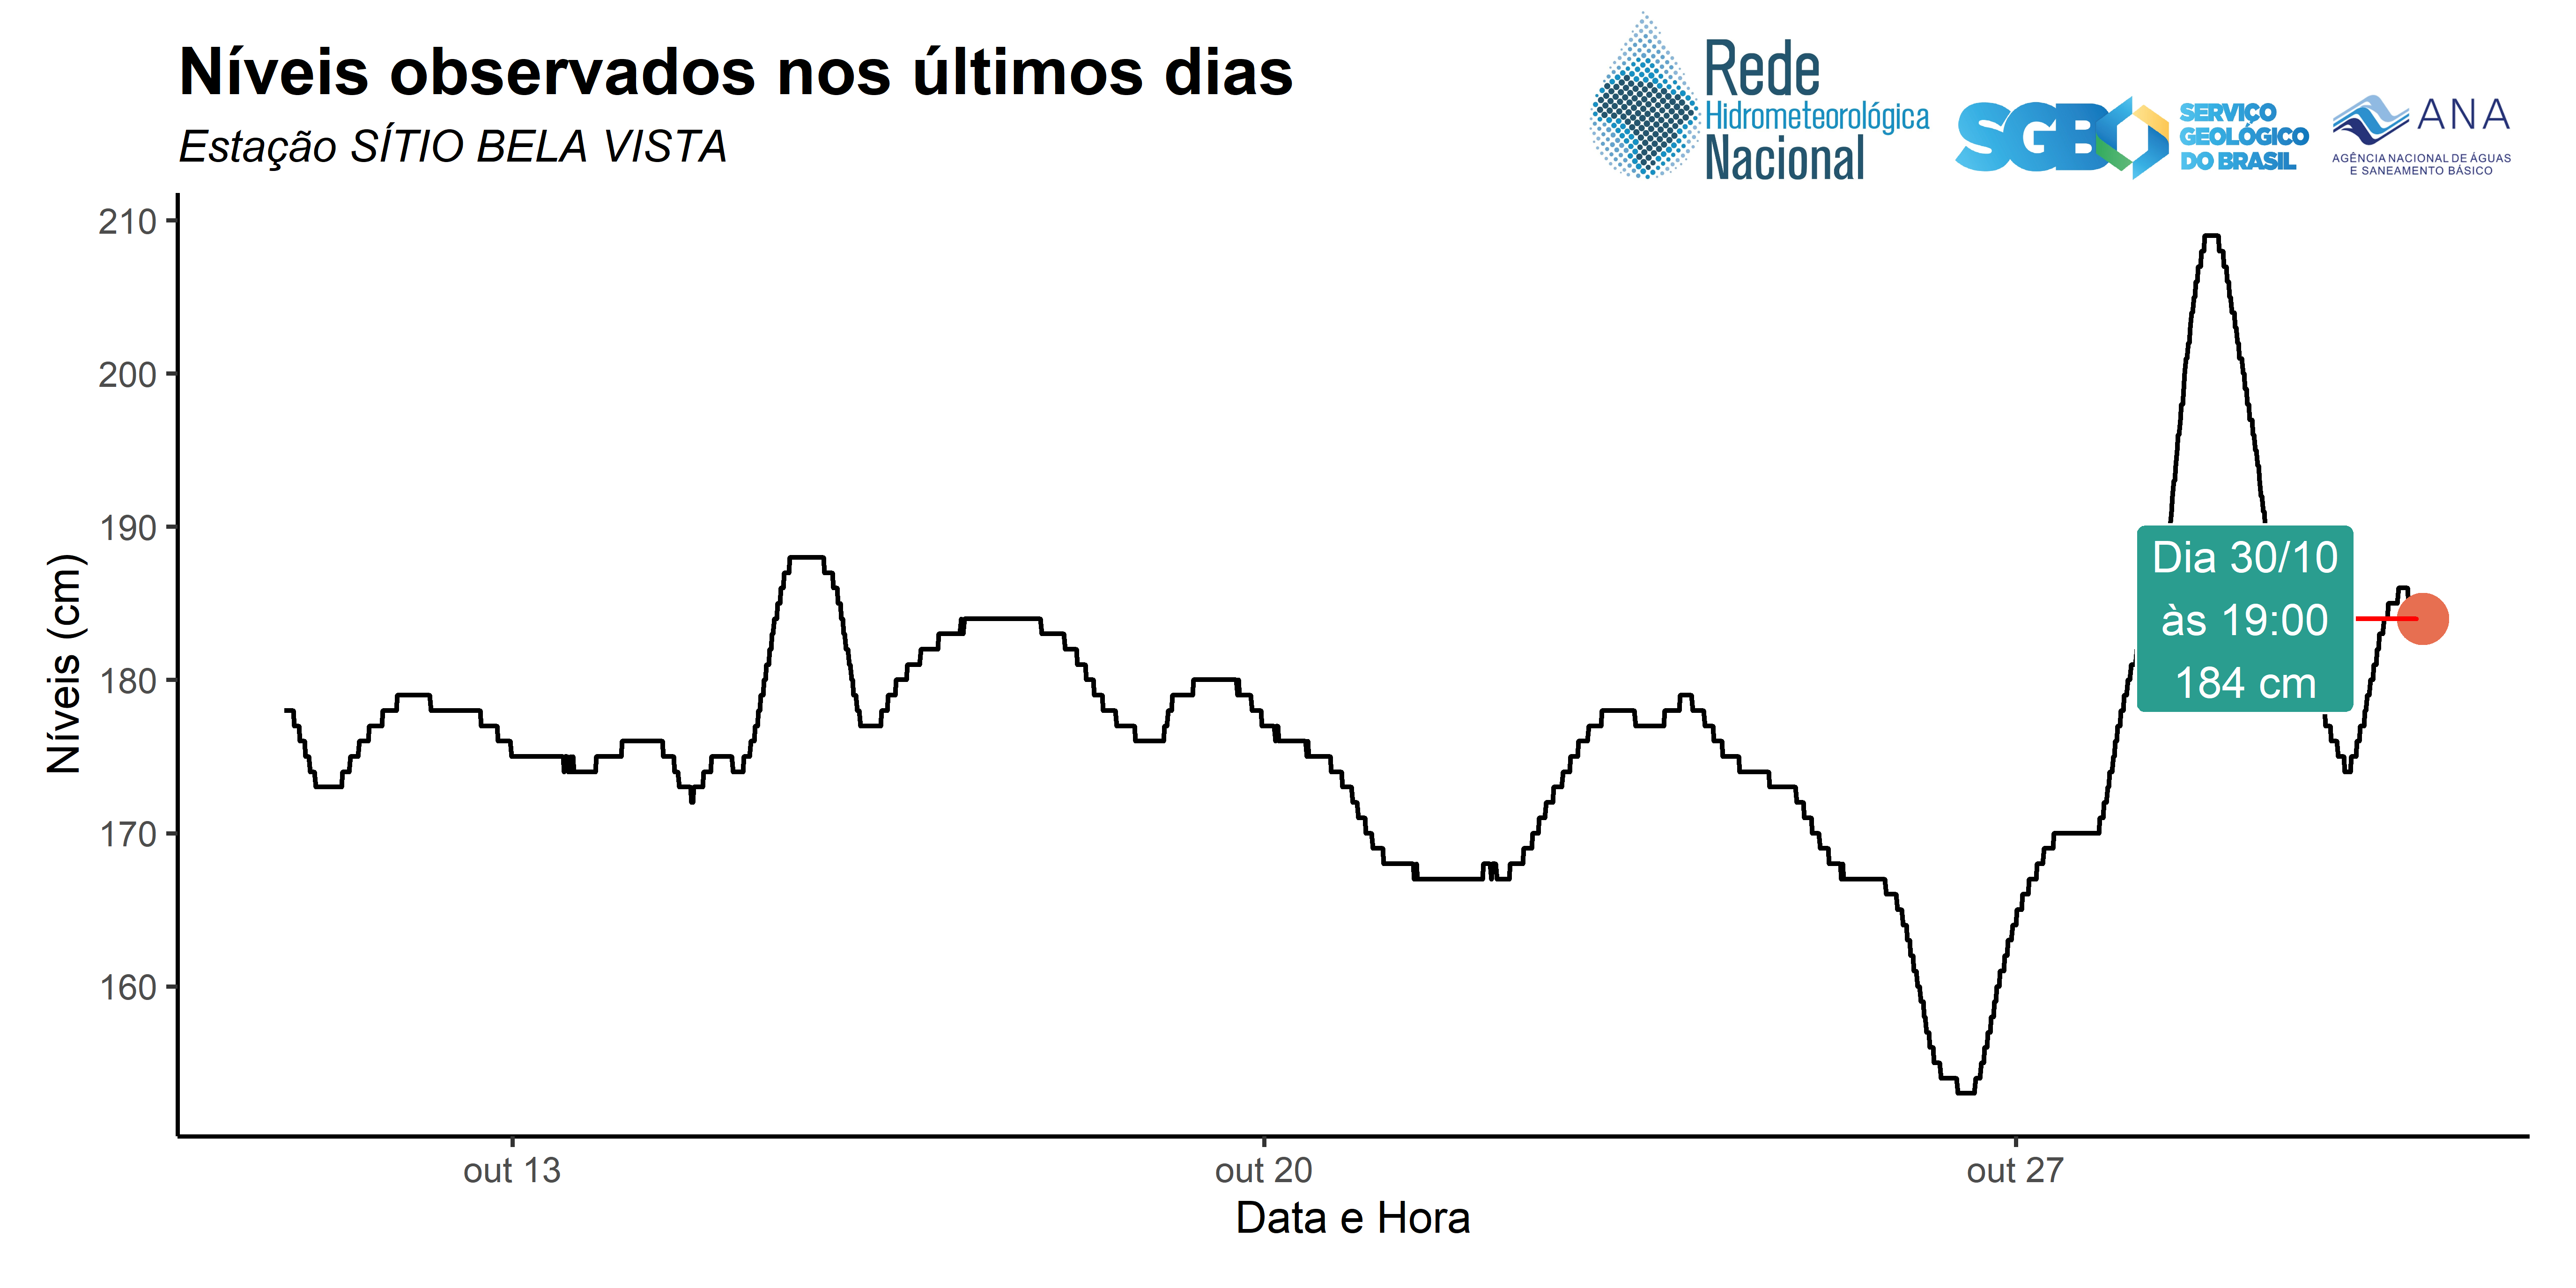 Níveis observados nos últimos dias
Estação SÍTIO BELA VISTA
Rede
Hidrometeorológica
Nacional
SGB
SERVIÇO
GEOLÓGICO
DO BRASIL
ANA
AGÊNCIA NACIONAL DE ÁGUAS
E SANEAMENTO BÁSICO
210
200
190
180
170
160
Níveis (cm)
Dia 30/10
às 19:00
184 cm
out 13
out 20
out 27
Data e Hora